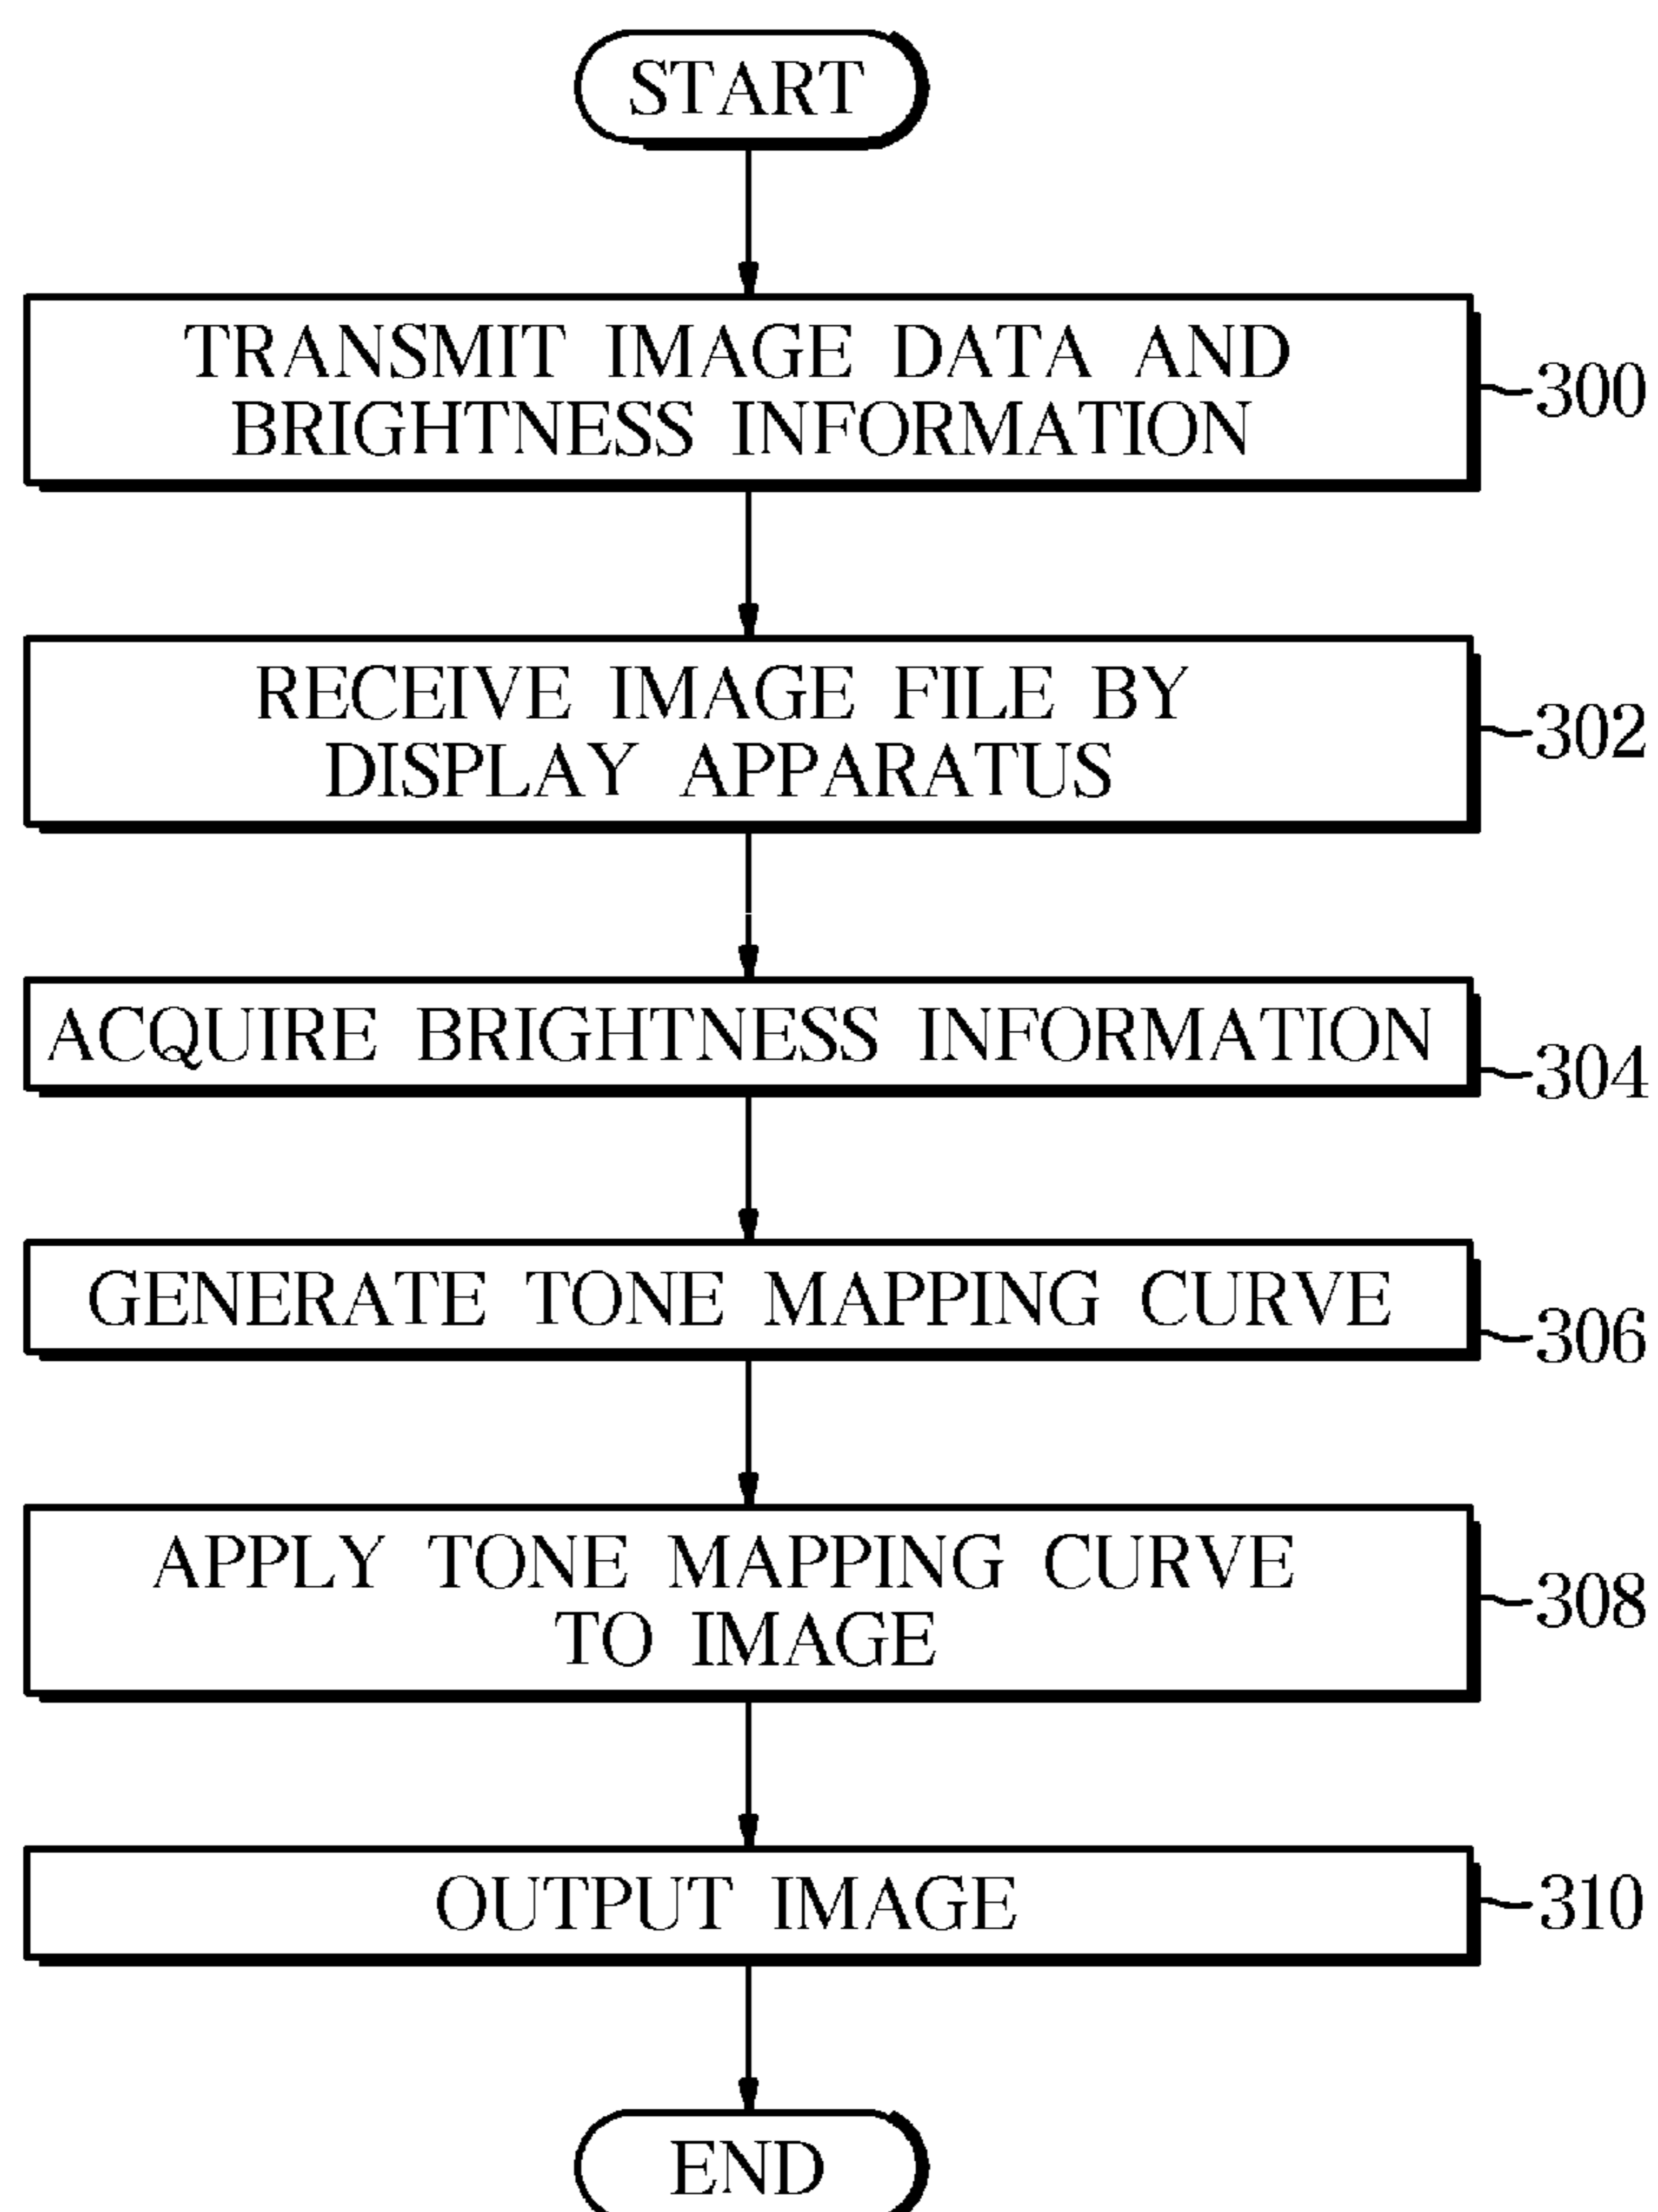 START
TRANSMIT IMAGE DATA AND
BRIGHTNESS INFORMATION
300
RECEIVE IMAGE FILE BY
DISPLAY APPARATUS
302
ACQUIRE BRIGHTNESS INFORMATION
304
GENERATE TONE MAPPING CURVE
306
APPLY TONE MAPPING CURVE
TO IMAGE
308
OUTPUT IMAGE
310
END